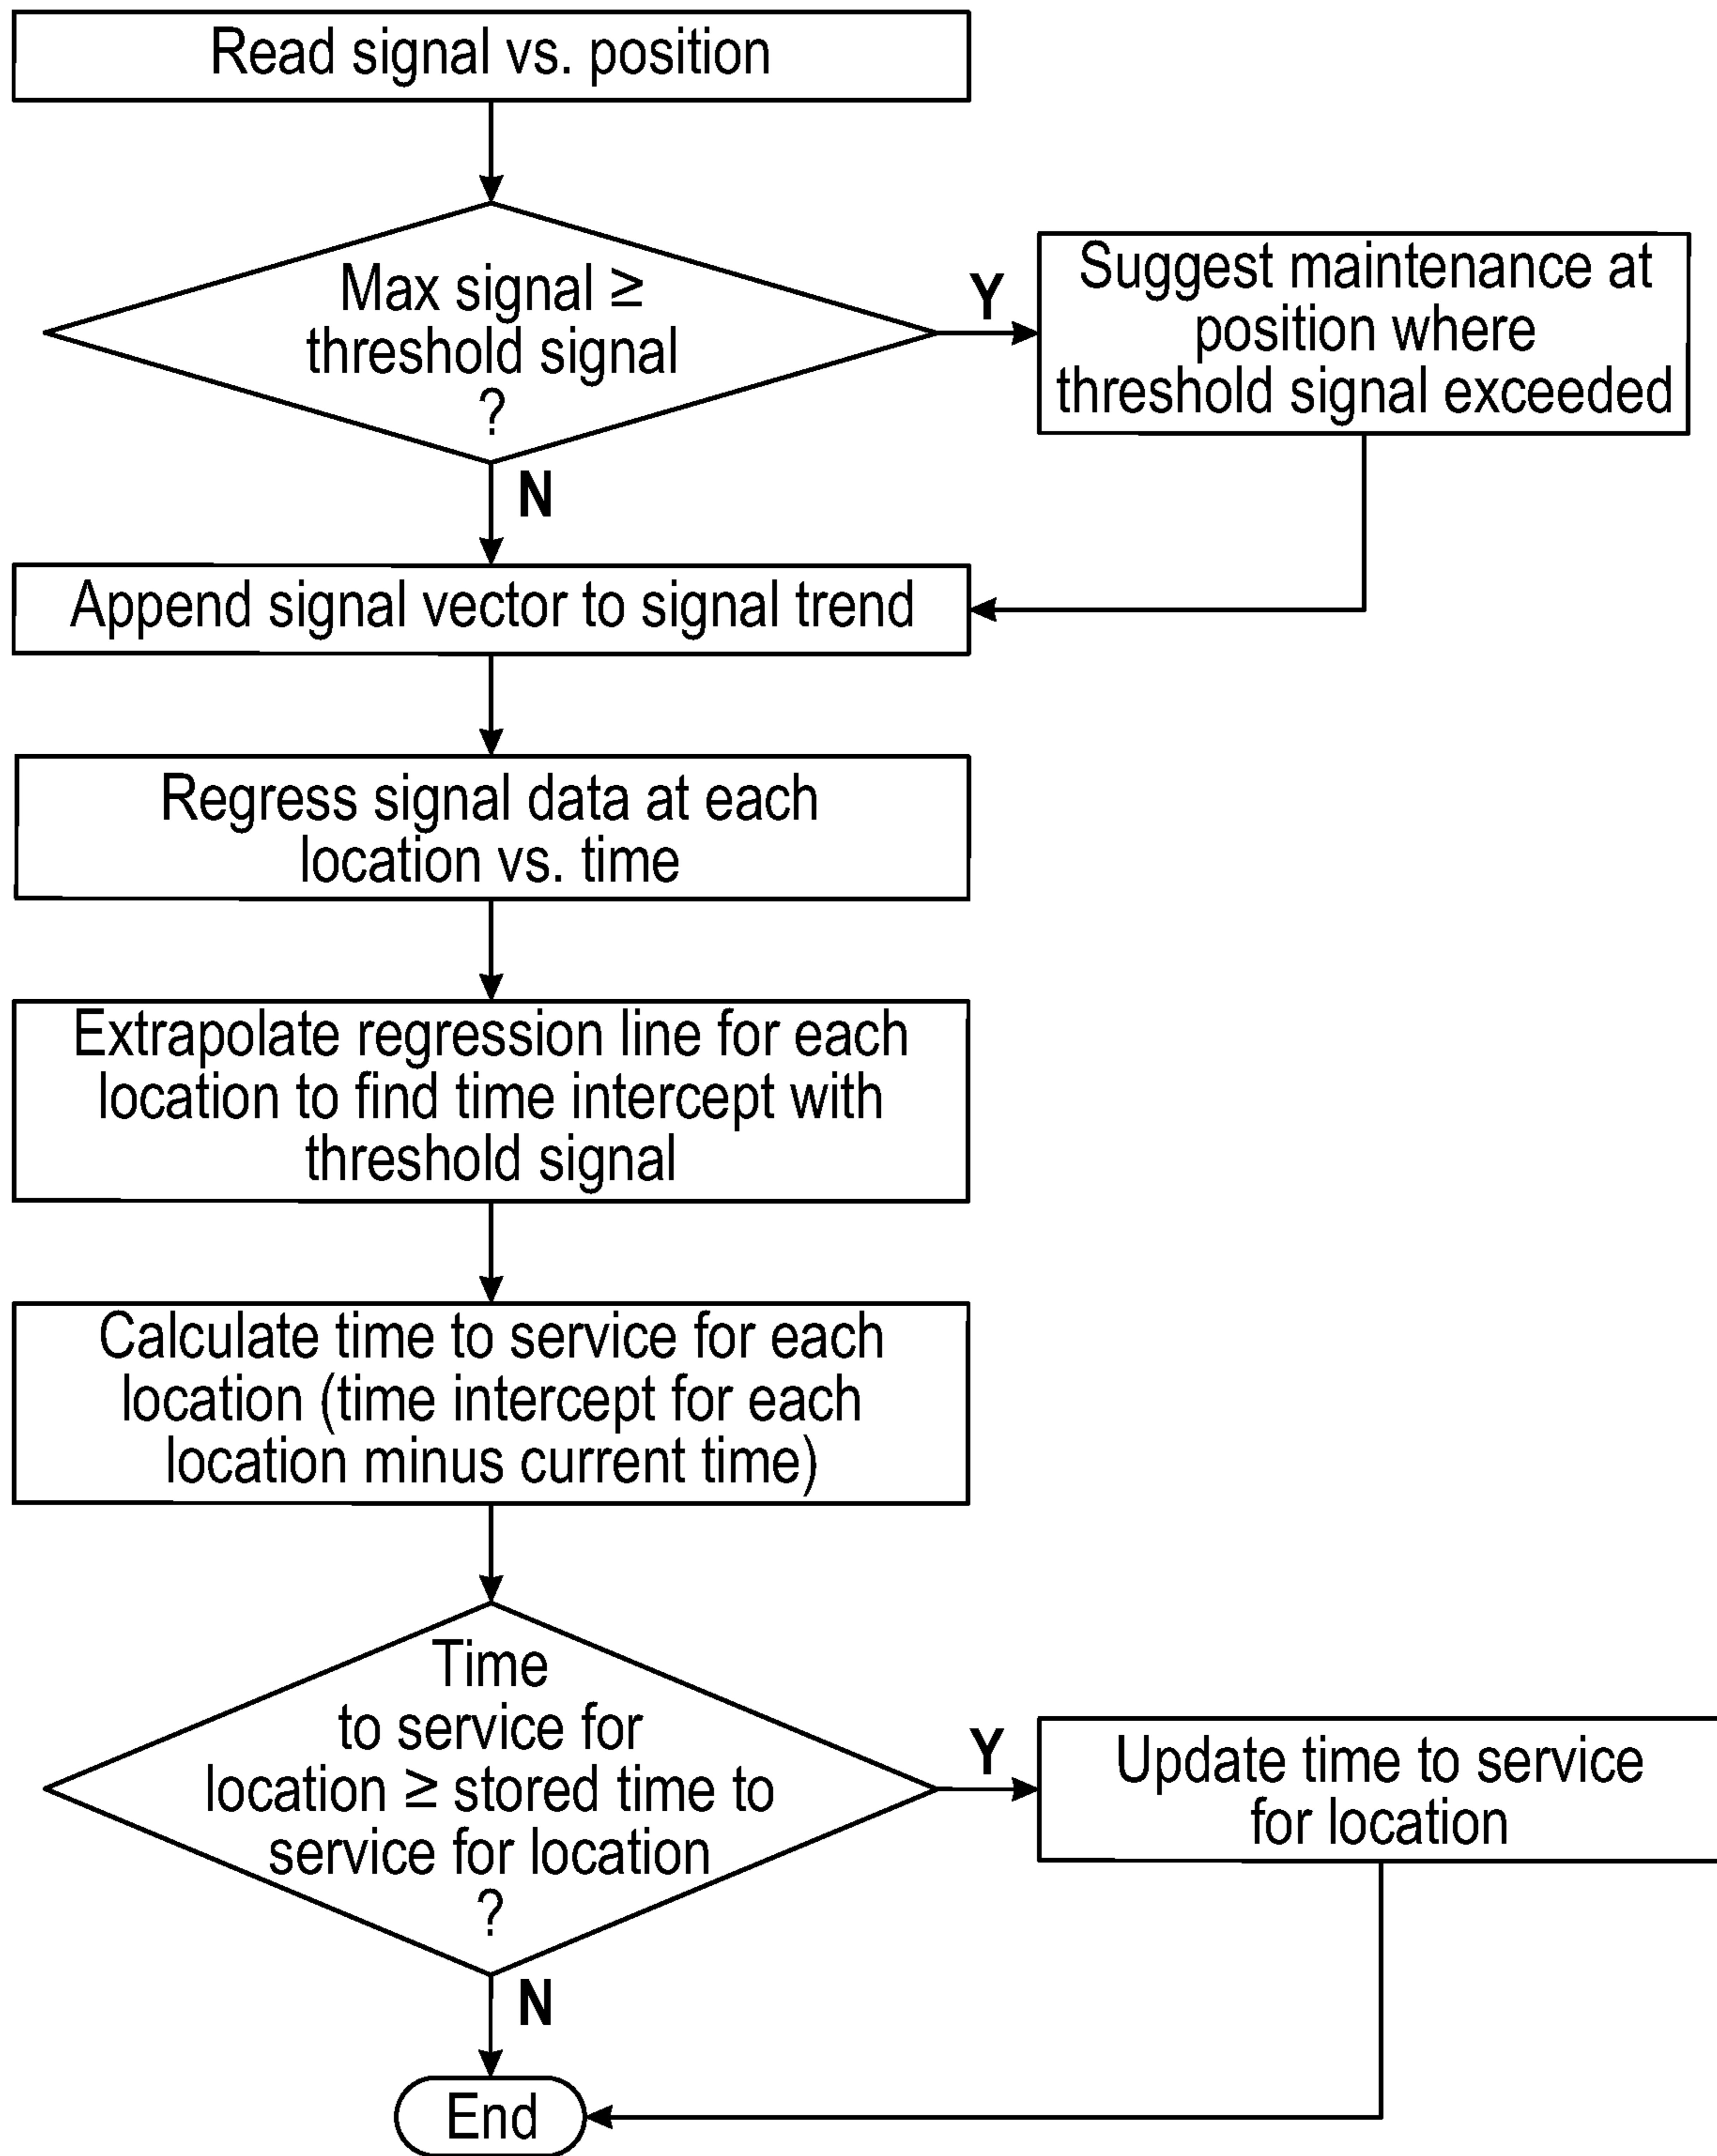 Read signal vs. position
Max signal ≥
threshold signal
?
Y
Suggest maintenance at
position where
threshold signal exceeded
N
Append signal vector to signal trend
Regress signal data at each
location vs. time
Extrapolate regression line for each
location to find time intercept with
threshold signal
Calculate time to service for each
location (time intercept for each
location minus current time)
Time
to service for
location ≥ stored time to
service for location
?
Y
Update time to service
for location
N
End